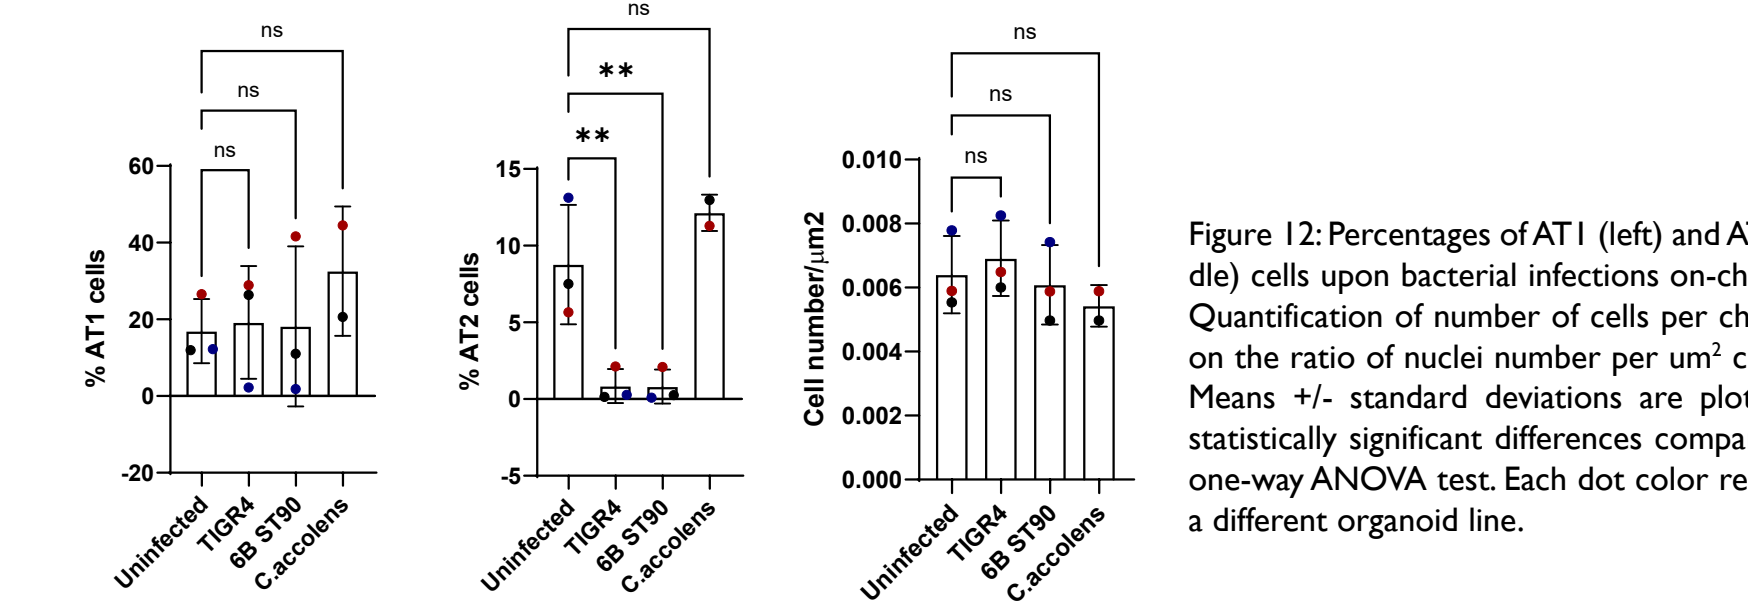 ns
ns
ns
60
40
20
0
-20
% AT1 cells
Uninfected
TIGR4
6B ST90
C.accolens
ns
**
**
15
10
5
0
-5
% AT2 cells
Uninfected
TIGR4
6B ST90
C.accolens
ns
ns
ns
0.010
0.008
0.006
0.004
0.002
0.000
Cell number/μm2
Uninfected
TIGR4
6B ST90
C.accolens
Figure 12: Percentages of AT1 (left) and A
dle) cells upon bacterial infections on-ch
Quantification of number of cells per ch
on the ratio of nuclei number per um² c
Means +/- standard deviations are plot
statistically significant differences compa
one-way ANOVA test. Each dot color re
a different organoid line.